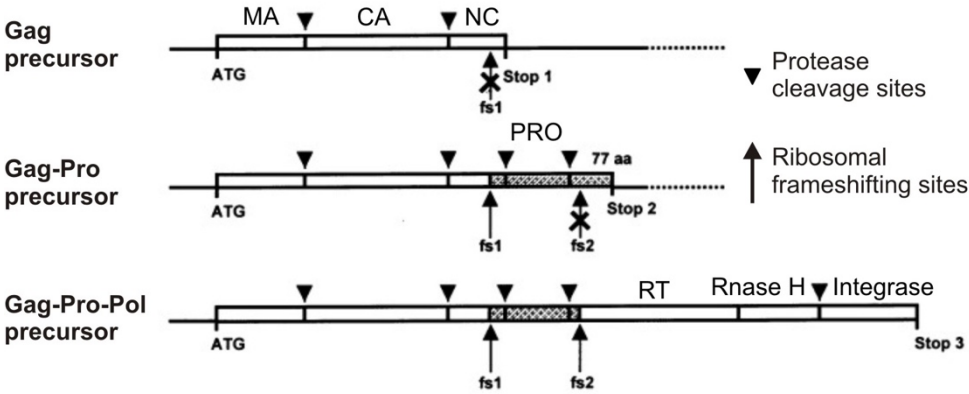 MA CA NC
Gag
precursor
ATG
Stop 1
fs1
Protease
cleavage sites
PRO
Gag-Pro
precursor
77 aa
ATG
Stop 2
fs1
fs2
Ribosomal
frameshifting sites
Gag-Pro-Pol
precursor
RT Rnase H Integrase
ATG
Stop 3
fs1
fs2